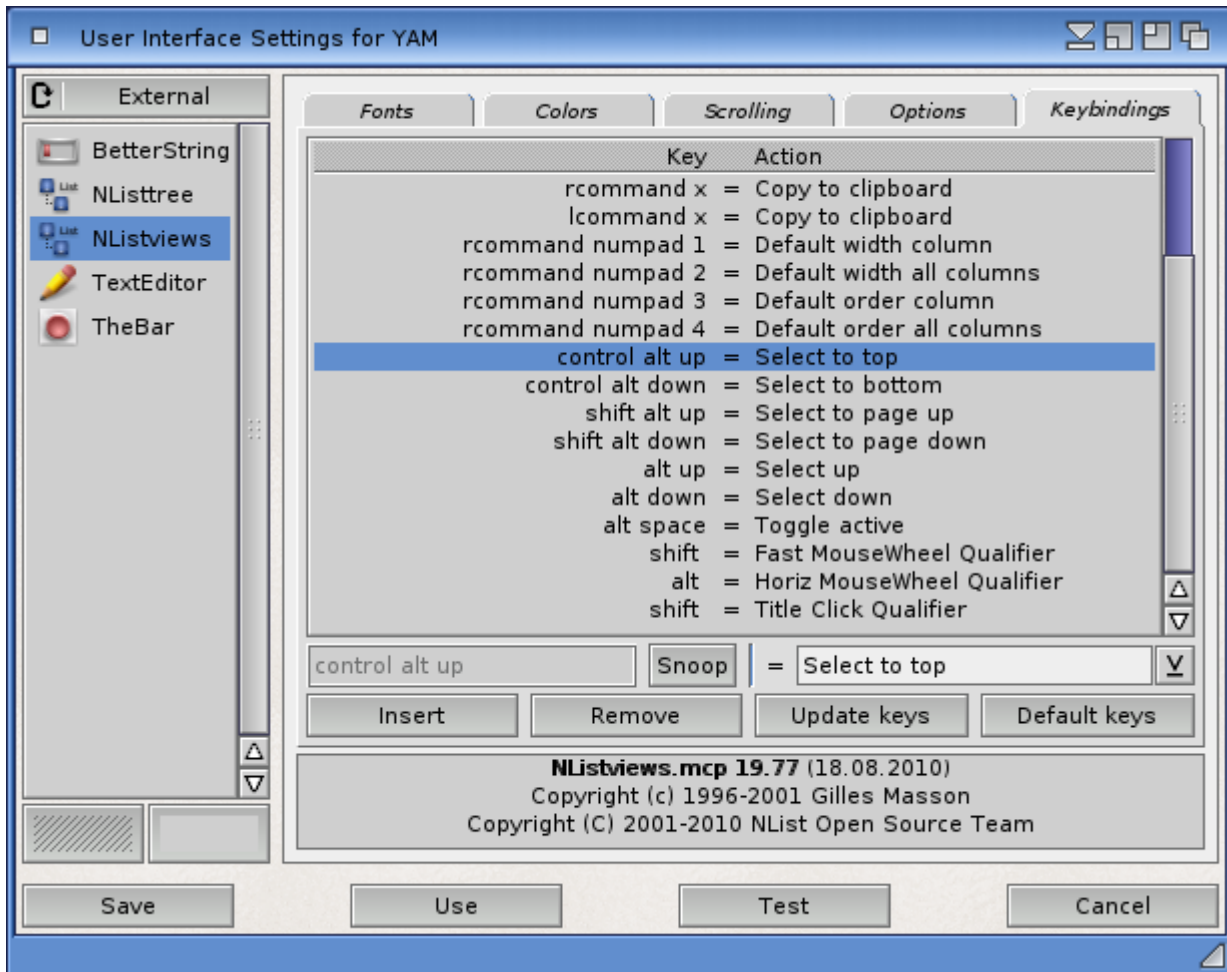 User Interface Settings for YAM
External
BetterString
NListtree
NListviews
TextEditor
TheBar
Fonts Colors Scrolling Options Keybindings
Key Action
rcommand x = Copy to clipboard
lcommand x = Copy to clipboard
rcommand numpad 1 = Default width column
rcommand numpad 2 = Default width all columns
rcommand numpad 3 = Default order column
rcommand numpad 4 = Default order all columns
control alt up = Select to top
control alt down = Select to bottom
shift alt up = Select to page up
shift alt down = Select to page down
alt up = Select up
alt down = Select down
alt space = Toggle active
shift = Fast MouseWheel Qualifier
alt = Horiz MouseWheel Qualifier
shift = Title Click Qualifier
control alt up Snoop = Select to top
Insert Remove Update keys Default keys
NListviews.mcp 19.77 (18.08.2010)
Copyright (c) 1996-2001 Gilles Masson
Copyright (C) 2001-2010 NList Open Source Team
Save Use Test Cancel